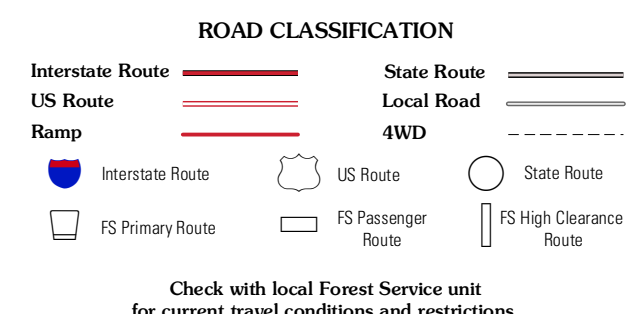 ROAD CLASSIFICATION
Interstate Route
State Route
US Route
Local Road
Ramp
4WD
Interstate Route
US Route
State Route
FS Primary Route
FS Passenger
Route
FS High Clearance
Route
Check with local Forest Service unit
for current travel conditions and restrictions